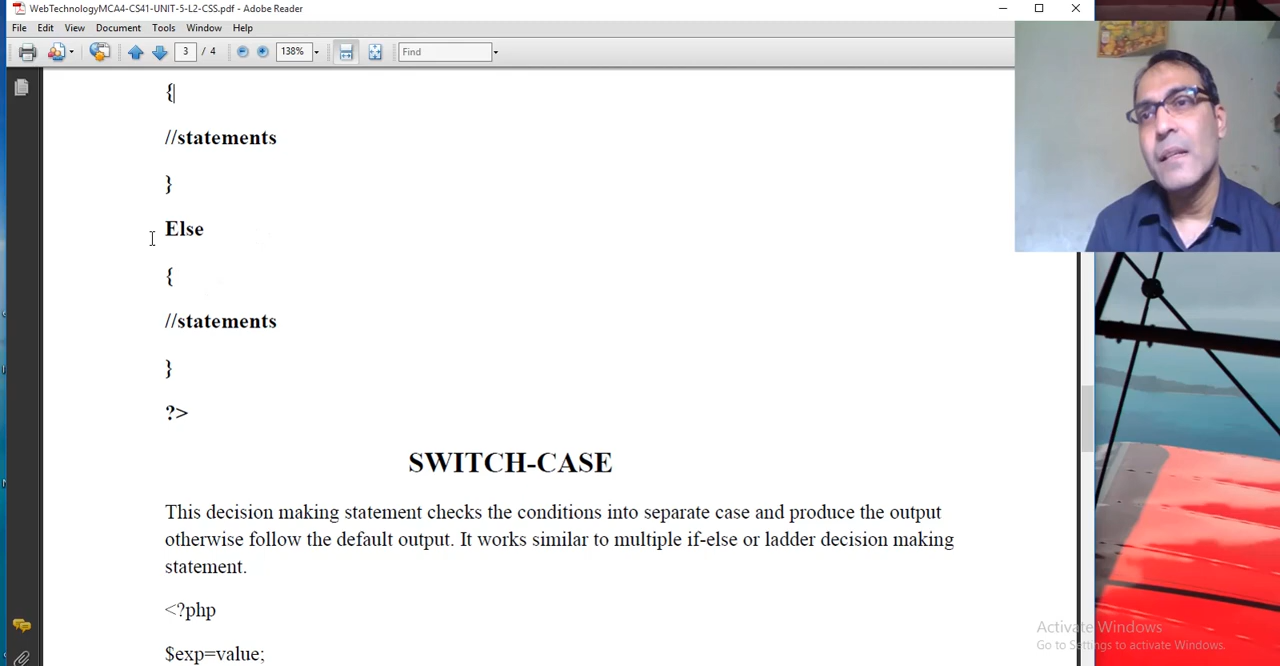 WebTechnologyMCA4-CS41-UNIT-5-L2-CSS.pdf - Adobe Reader
File Edit View Document Tools Window Help
3 / 4 138% Find
{
//statements
}
Else
{
//statements
}
?>
SWITCH-CASE
This decision making statement checks the conditions into separate case and produce the output
otherwise follow the default output. It works similar to multiple if-else or ladder decision making
statement.
<?php
$exp=value;
Activate Windows
Go to Settings to activate Windows.